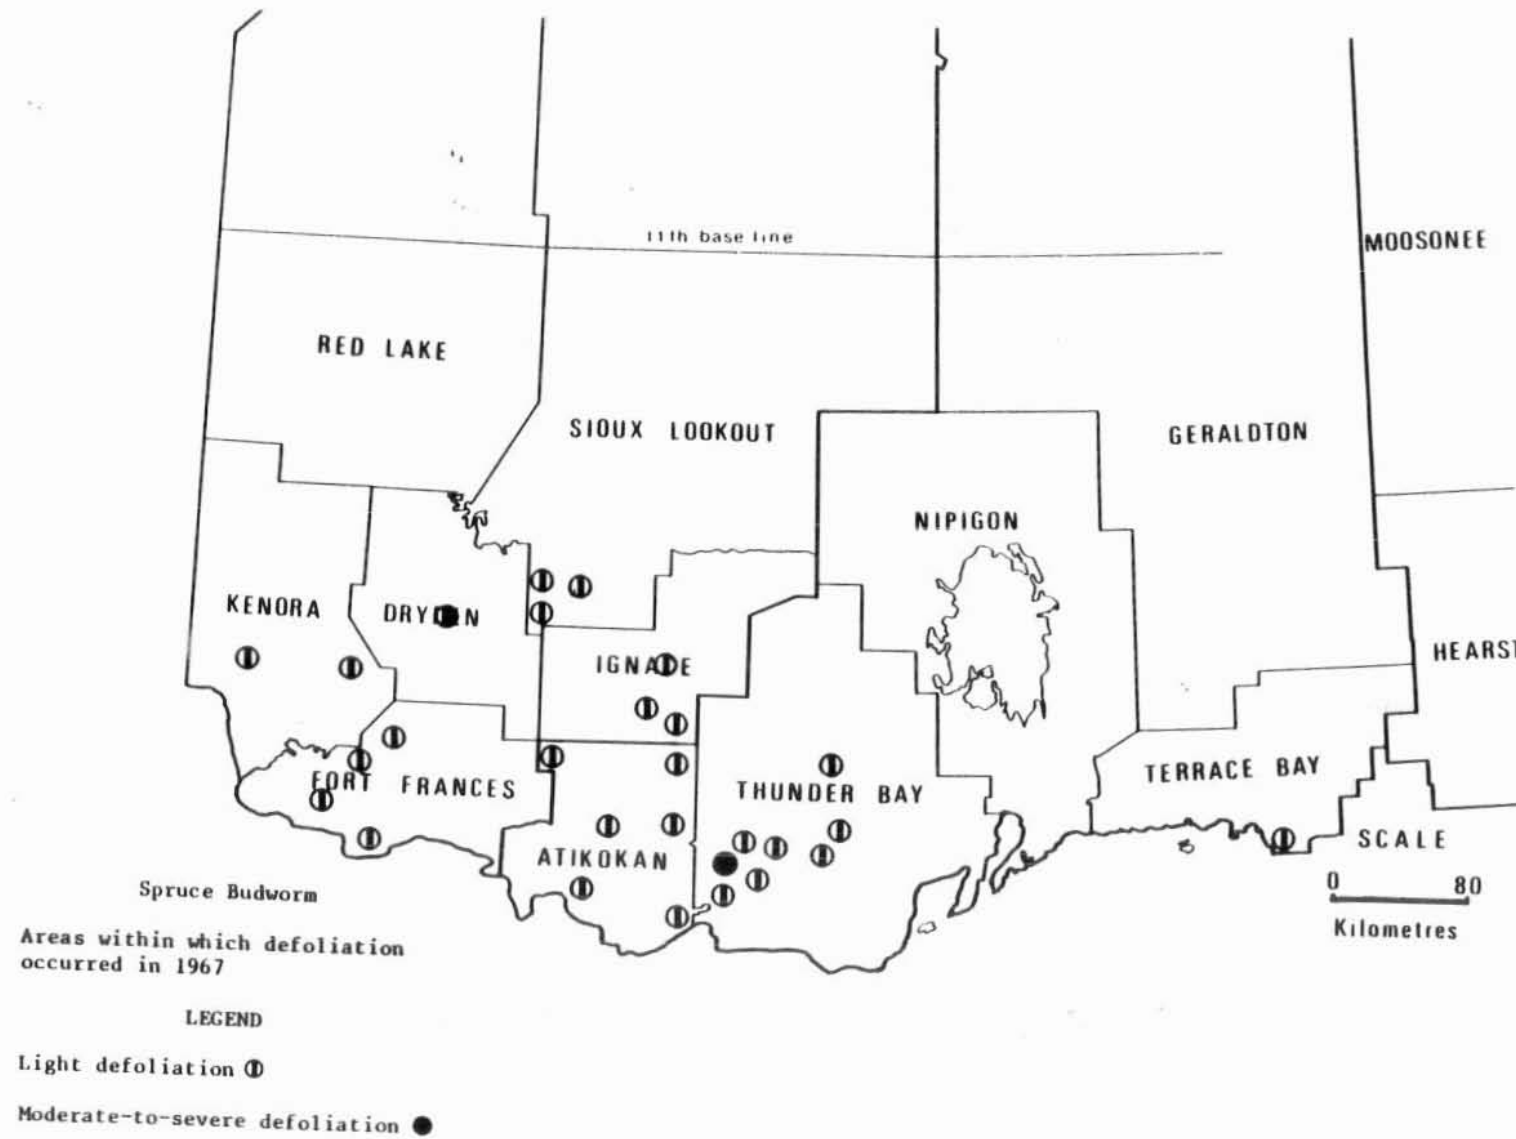 11th base line
MOOSONEE
RED LAKE
SIOUX LOOKOUT
GERALDTON
NIPIGON
KENORA
DRYDEN
HEARST
IGNACE
TERRACE BAY
FORT FRANCES
THUNDER BAY
ATIKOKAN
SCALE
0 80
Kilometres
Spruce Budworm
Areas within which defoliation
occurred in 1967
LEGEND
Light defoliation
Moderate-to-severe defoliation